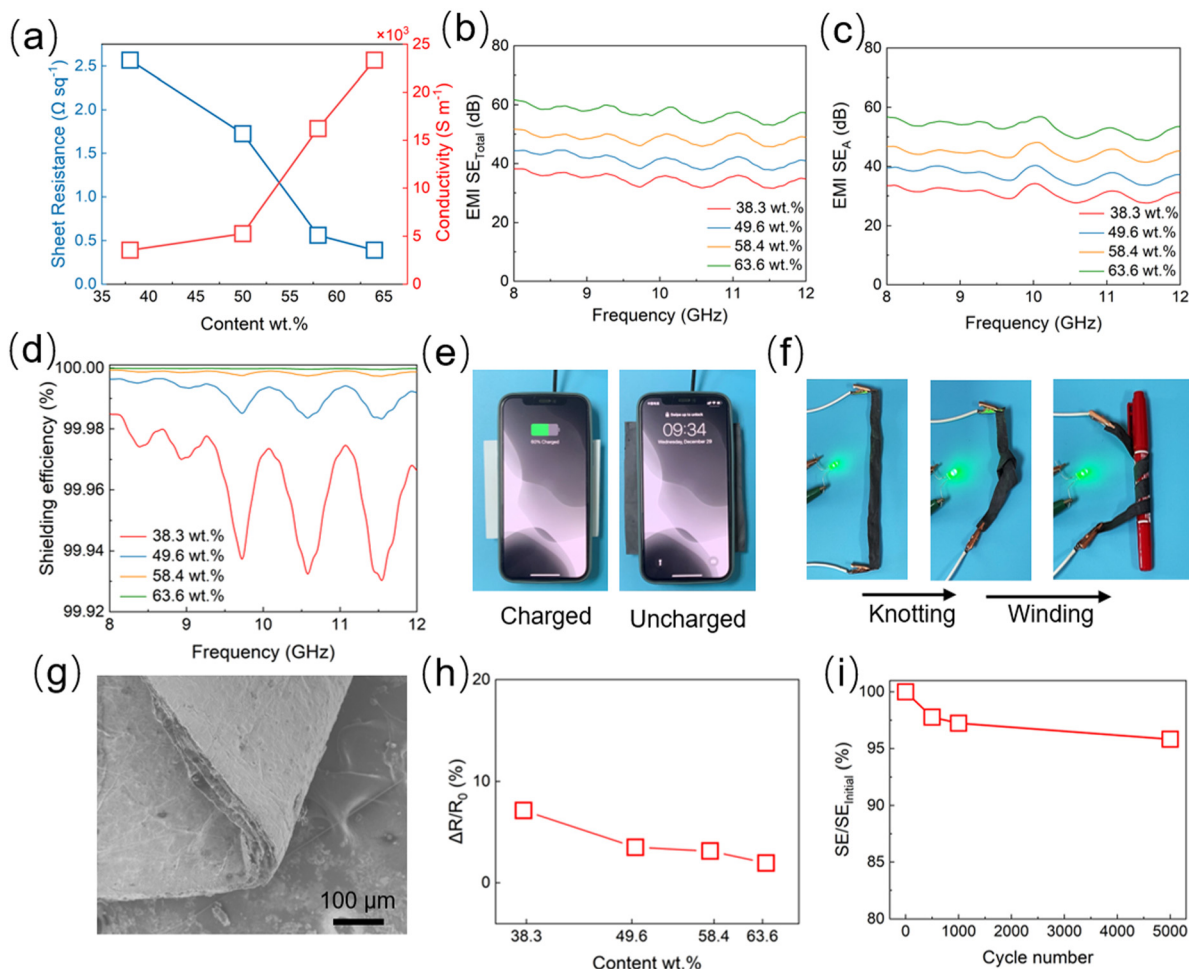 (a)
Sheet Resistance (Ω sq⁻¹)
2.5
2.0
1.5
1.0
0.5
0.0
35 40 45 50 55 60 65
Content wt.%
×10³
25
20
15
10
5
0
Conductivity (S m⁻¹)
(b)
EMI SE_Total (dB)
80
60
40
20
0
38.3 wt.%
49.6 wt.%
58.4 wt.%
63.6 wt.%
8 9 10 11 12
Frequency (GHz)
(c)
EMI SE_A (dB)
80
60
40
20
0
38.3 wt.%
49.6 wt.%
58.4 wt.%
63.6 wt.%
8 9 10 11 12
Frequency (GHz)
(d)
Shielding efficiency (%)
100.00
99.98
99.96
99.94
99.92
38.3 wt.%
49.6 wt.%
58.4 wt.%
63.6 wt.%
8 9 10 11 12
Frequency (GHz)
(e)
09:34
Wednesday, December 29
Charged Uncharged
(f)
Knotting Winding
(g)
100 μm
(h)
ΔR/R₀ (%)
20
10
0
38.3 49.6 58.4 63.6
Content wt.%
(i)
SE/SE_Initial (%)
100
95
90
85
80
0 1000 2000 3000 4000 5000
Cycle number